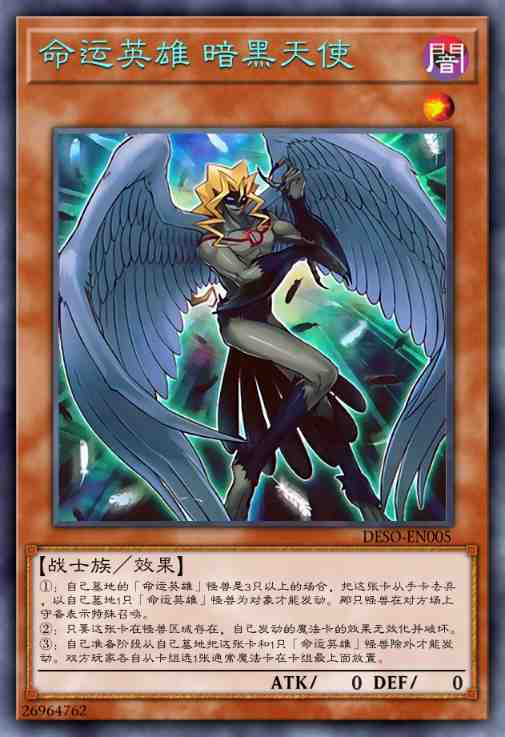 命运英雄 暗黑天使
闇
DESO-EN005
【战士族／效果】
①：自己墓地的「命运英雄」怪兽是3只以上的场合，把这张卡从手卡去弃
，以自己墓地1只「命运英雄」怪兽为对象才能发动。那只怪兽在对方场上
守备表示特殊召唤。
②：只要这张卡在怪兽区域存在，自己发动的魔法卡的效果无效化并破坏。
③：自己准备阶段从自己墓地把这张卡和1只「命运英雄」怪兽除外才能发
动。双方玩家各自从卡组选1张通常魔法卡在卡组最上面放置。
ATK/ 0 DEF/ 0
26964762